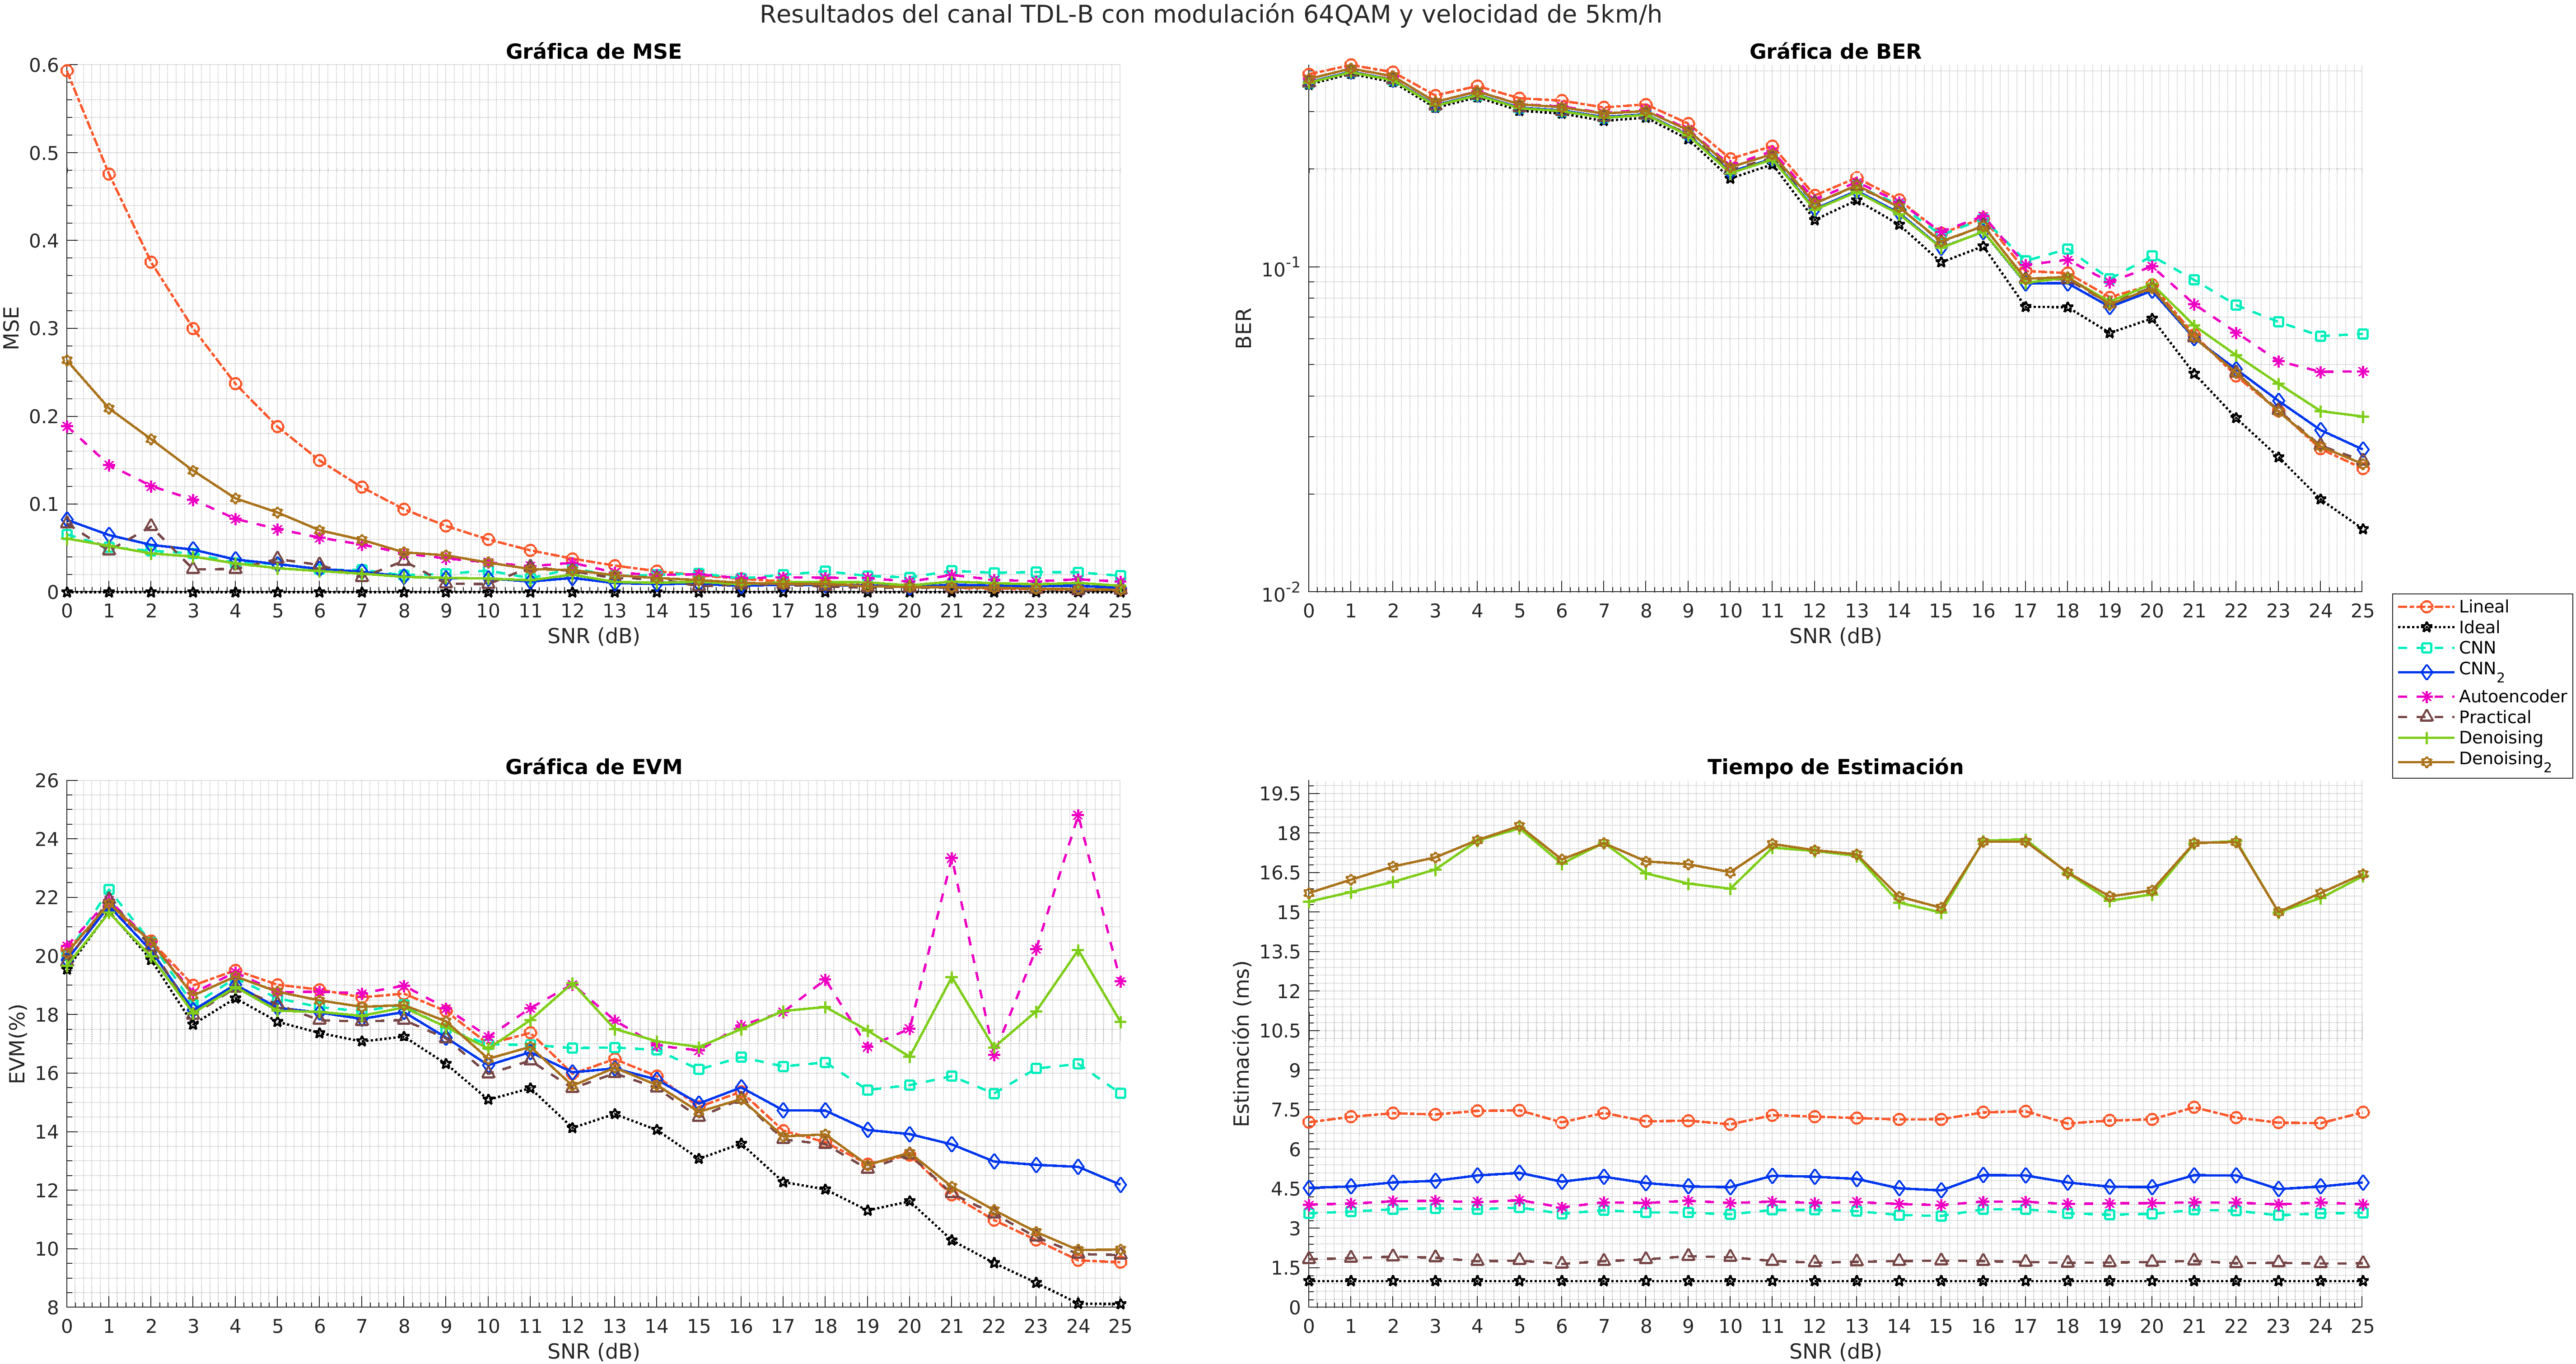 Resultados del canal TDL-B con modulación 64QAM y velocidad de 5km/h
Gráfica de MSE
0.6
0.5
0.4
0.3
0.2
0.1
0
MSE
0 1 2 3 4 5 6 7 8 9 10 11 12 13 14 15 16 17 18 19 20 21 22 23 24 25
SNR (dB)
Gráfica de BER
10-1
10-2
BER
0 1 2 3 4 5 6 7 8 9 10 11 12 13 14 15 16 17 18 19 20 21 22 23 24 25
SNR (dB)
Lineal
Ideal
CNN
CNN2
Autoencoder
Practical
Denoising
Denoising2
Gráfica de EVM
26
24
22
20
18
16
14
12
10
8
EVM(%)
0 1 2 3 4 5 6 7 8 9 10 11 12 13 14 15 16 17 18 19 20 21 22 23 24 25
SNR (dB)
Tiempo de Estimación
19.5
18
16.5
15
13.5
12
10.5
9
7.5
6
4.5
3
1.5
0
Estimación (ms)
0 1 2 3 4 5 6 7 8 9 10 11 12 13 14 15 16 17 18 19 20 21 22 23 24 25
SNR (dB)